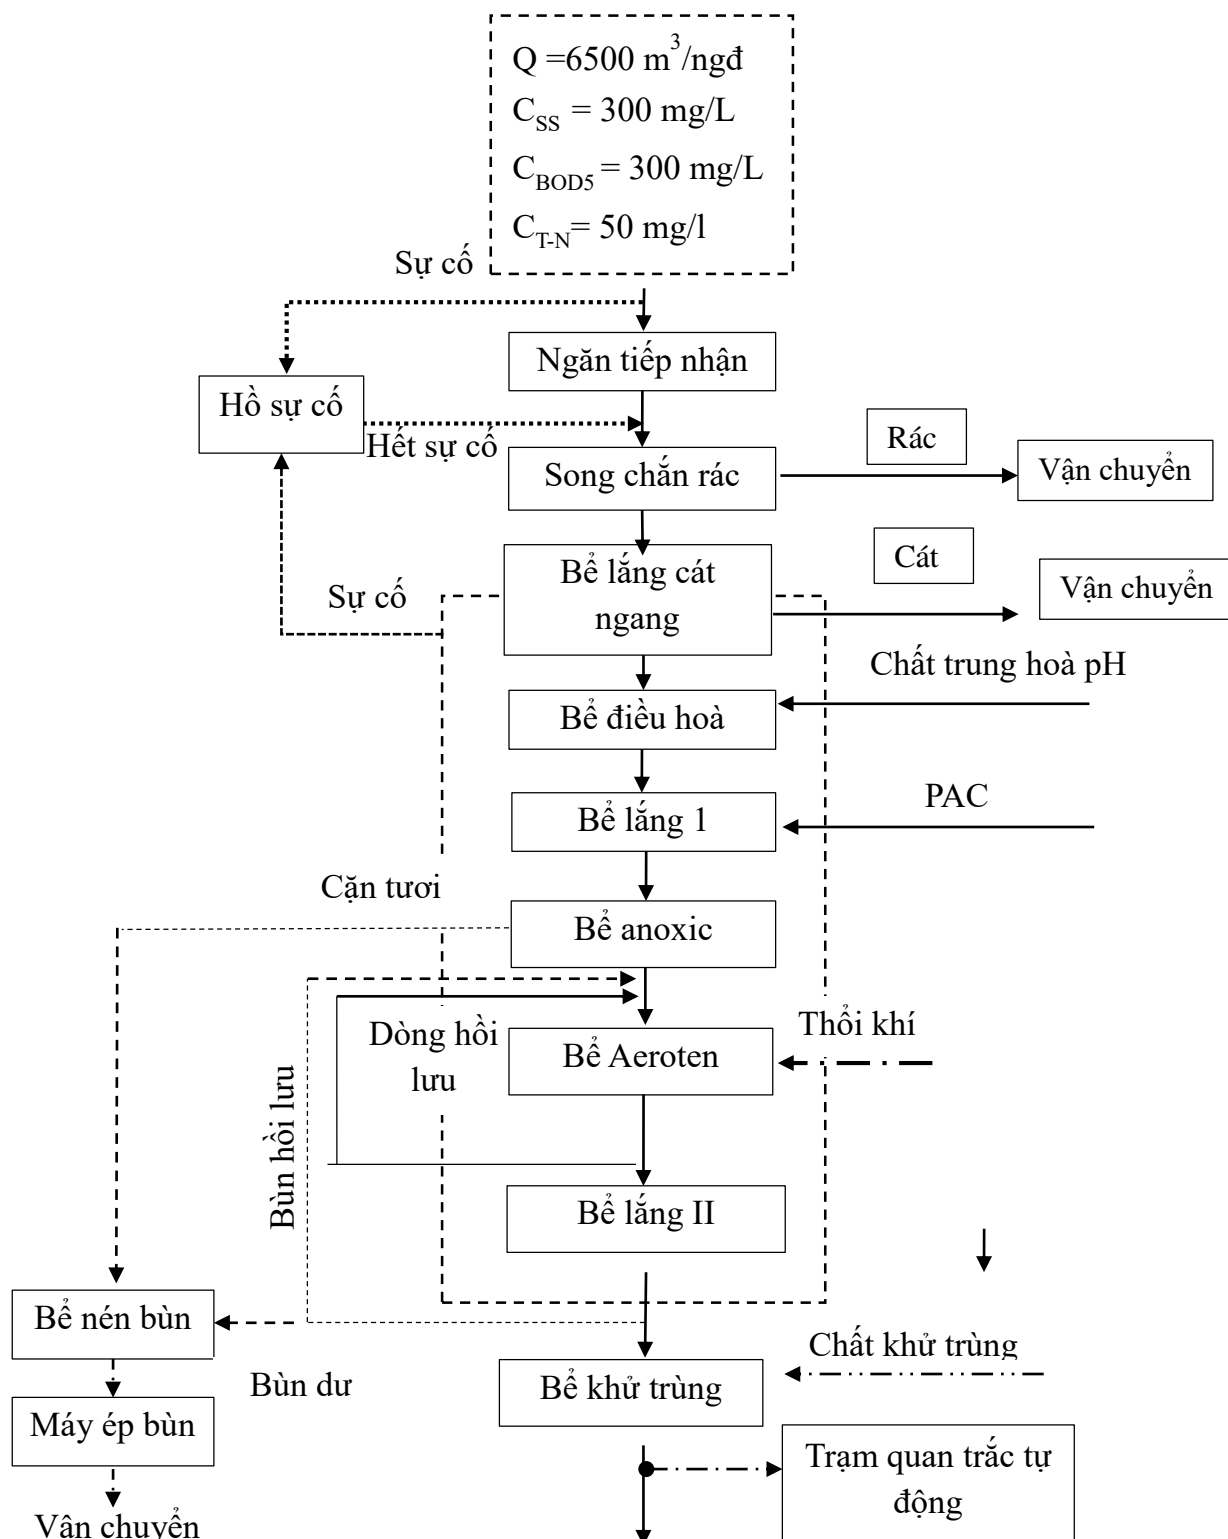 Q =6500 m³/ngđ
C_SS = 300 mg/L
C_BOD5 = 300 mg/L
C_T-N= 50 mg/l
Sự cố
Ngăn tiếp nhận
Hồ sự cố
Hết sự cố
Rác
Song chắn rác
Vận chuyển
Cát
Bể lắng cát
ngang
Vận chuyển
Sự cố
Chất trung hoà pH
Bể điều hoà
PAC
Bể lắng 1
Cặn tươi
Bể anoxic
Thổi khí
Dòng hồi
lưu
Bể Aeroten
Bùn hồi lưu
Bể lắng II
Bể nén bùn
Chất khử trùng
Bùn dư
Bể khử trùng
Máy ép bùn
Trạm quan trắc tự
động
Vận chuyển